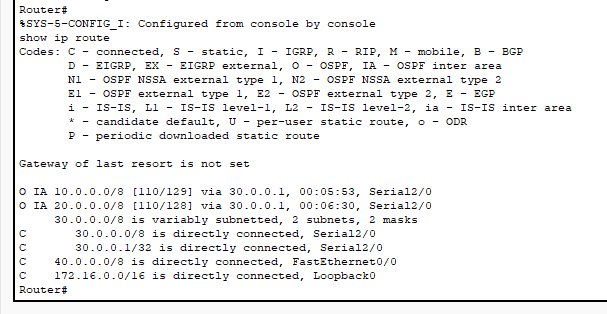 Router#
%SYS-5-CONFIG_I: Configured from console by console
show ip route
Codes: C - connected, S - static, I - IGRP, R - RIP, M - mobile, B - BGP
       D - EIGRP, EX - EIGRP external, O - OSPF, IA - OSPF inter area
       N1 - OSPF NSSA external type 1, N2 - OSPF NSSA external type 2
       E1 - OSPF external type 1, E2 - OSPF external type 2, E - EGP
       i - IS-IS, L1 - IS-IS level-1, L2 - IS-IS level-2, ia - IS-IS inter area
       * - candidate default, U - per-user static route, o - ODR
       P - periodic downloaded static route
Gateway of last resort is not set
O IA 10.0.0.0/8 [110/129] via 30.0.0.1, 00:05:53, Serial2/0
O IA 20.0.0.0/8 [110/128] via 30.0.0.1, 00:06:30, Serial2/0
     30.0.0.0/8 is variably subnetted, 2 subnets, 2 masks
C       30.0.0.0/8 is directly connected, Serial2/0
C       30.0.0.1/32 is directly connected, Serial2/0
C    40.0.0.0/8 is directly connected, FastEthernet0/0
C    172.16.0.0/16 is directly connected, Loopback0
Router#